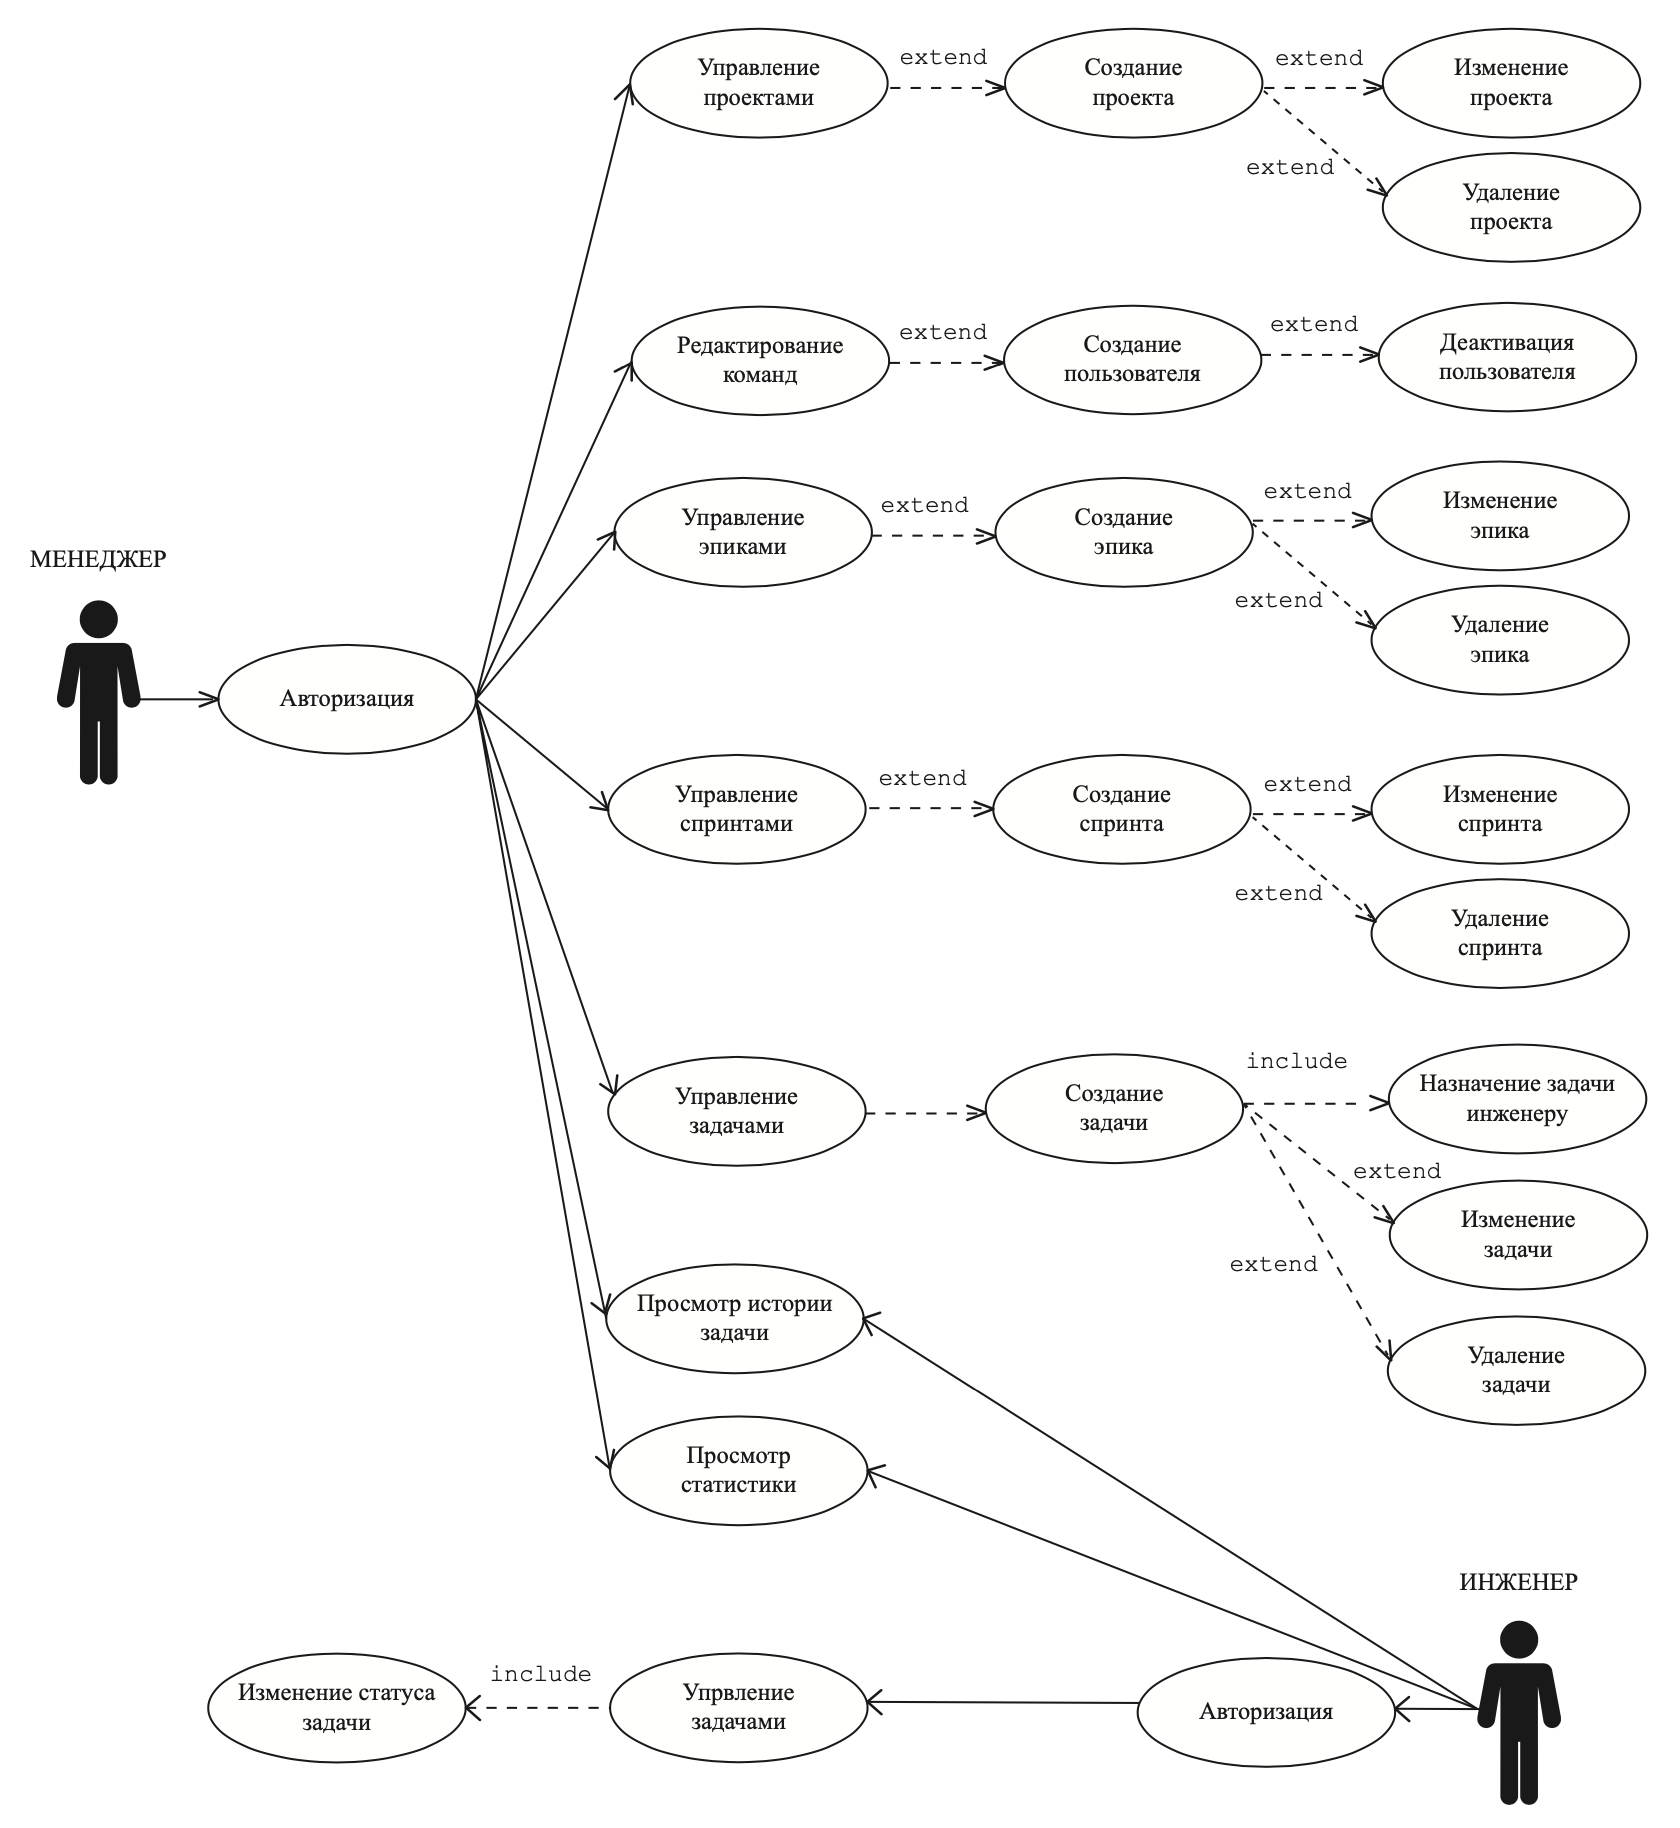 Управление
проектами
extend
Создание
проекта
extend
Изменение
проекта
extend
Удаление
проекта
Редактирование
команд
extend
Создание
пользователя
extend
Деактивация
пользователя
Управление
эпиками
extend
Создание
эпика
extend
Изменение
эпика
extend
Удаление
эпика
МЕНЕДЖЕР
Авторизация
Управление
спринтами
extend
Создание
спринта
extend
Изменение
спринта
extend
Удаление
спринта
Управление
задачами
Создание
задачи
include
Назначение задачи
инженеру
extend
Изменение
задачи
extend
Удаление
задачи
Просмотр истории
задачи
Просмотр
статистики
ИНЖЕНЕР
Изменение статуса
задачи
include
Упрвление
задачами
Авторизация